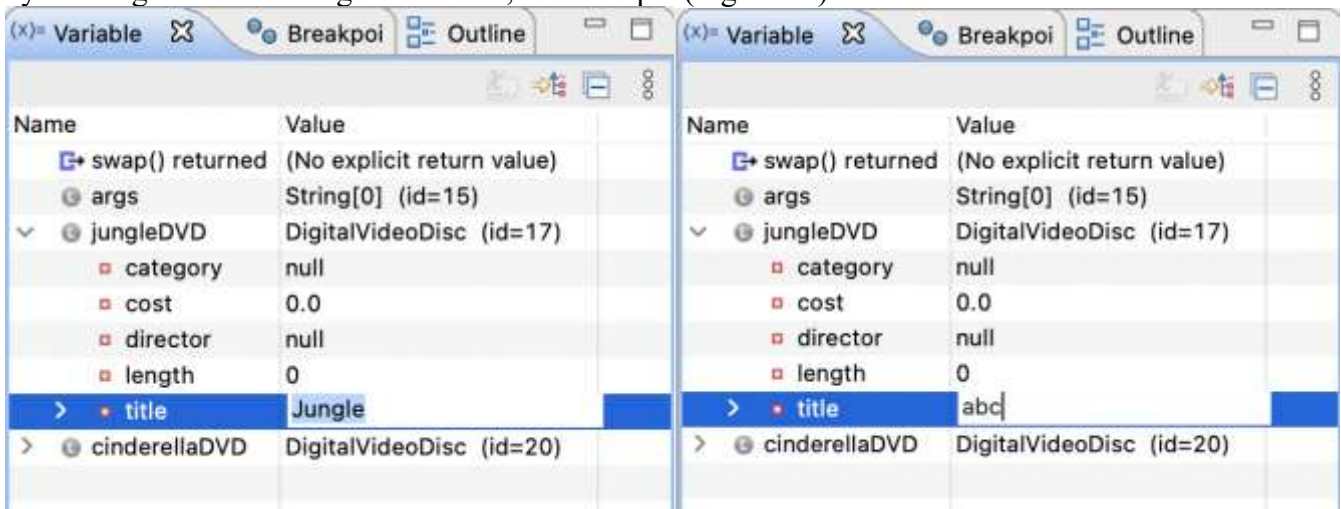 (x)= Variable Breakpoi Outline
Name Value
swap() returned (No explicit return value)
args String[0] (id=15)
jungleDVD DigitalVideoDisc (id=17)
category null
cost 0.0
director null
length 0
title Jungle
cinderellaDVD DigitalVideoDisc (id=20)
(x)= Variable Breakpoi Outline
Name Value
swap() returned (No explicit return value)
args String[0] (id=15)
jungleDVD DigitalVideoDisc (id=17)
category null
cost 0.0
director null
length 0
title abc
cinderellaDVD DigitalVideoDisc (id=20)